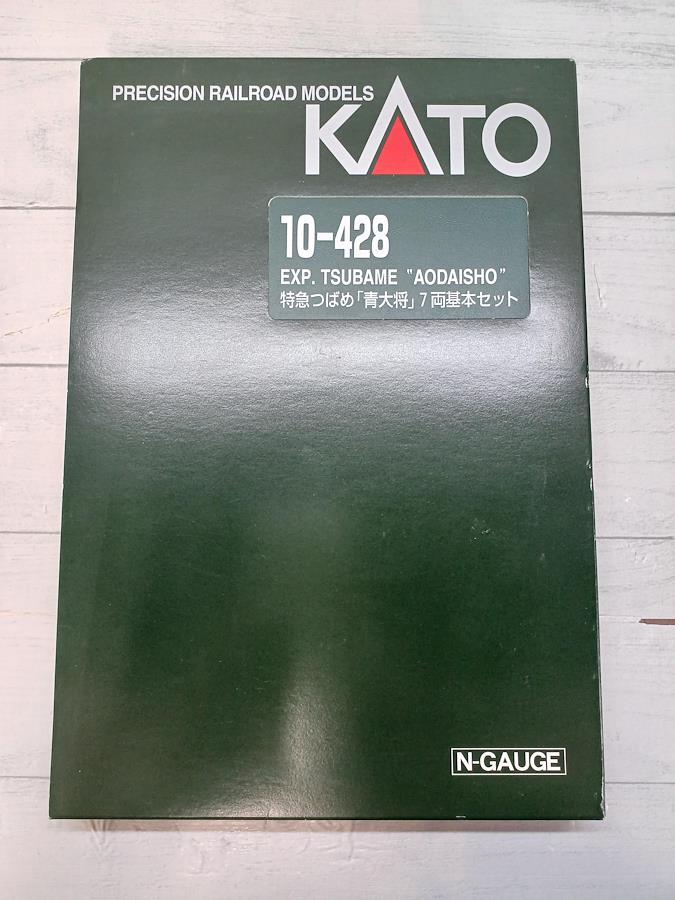 PRECISION RAILROAD MODELS
KATO
10-428
EXP. TSUBAME "AODAISHO"
特急つばめ「青大将」7両基本セット
N-GAUGE